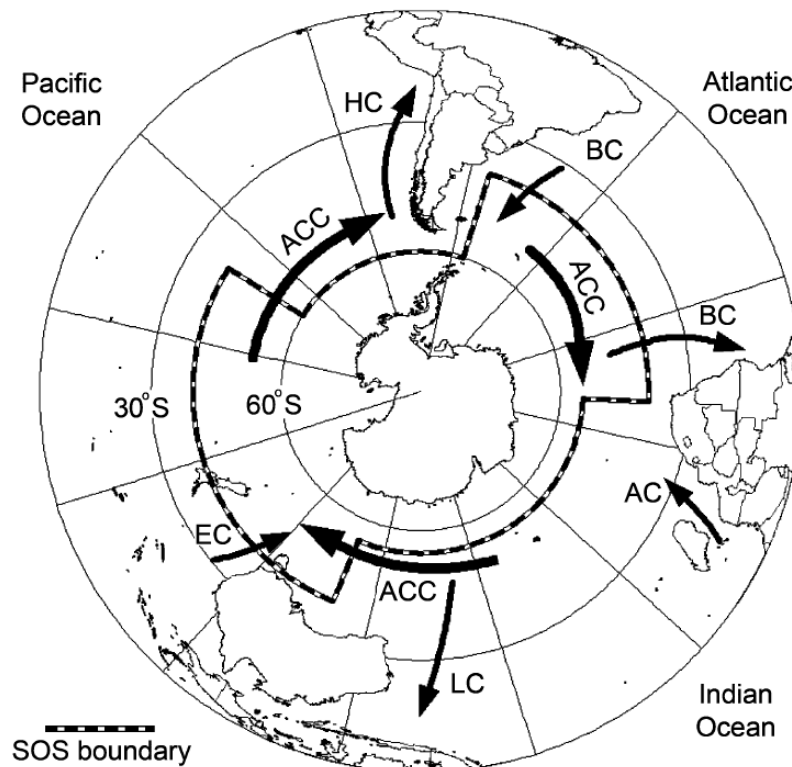 Pacific
Ocean
Atlantic
Ocean
HC
BC
ACC
ACC
BC
30°S
60°S
AC
EC
ACC
LC
Indian
Ocean
SOS boundary